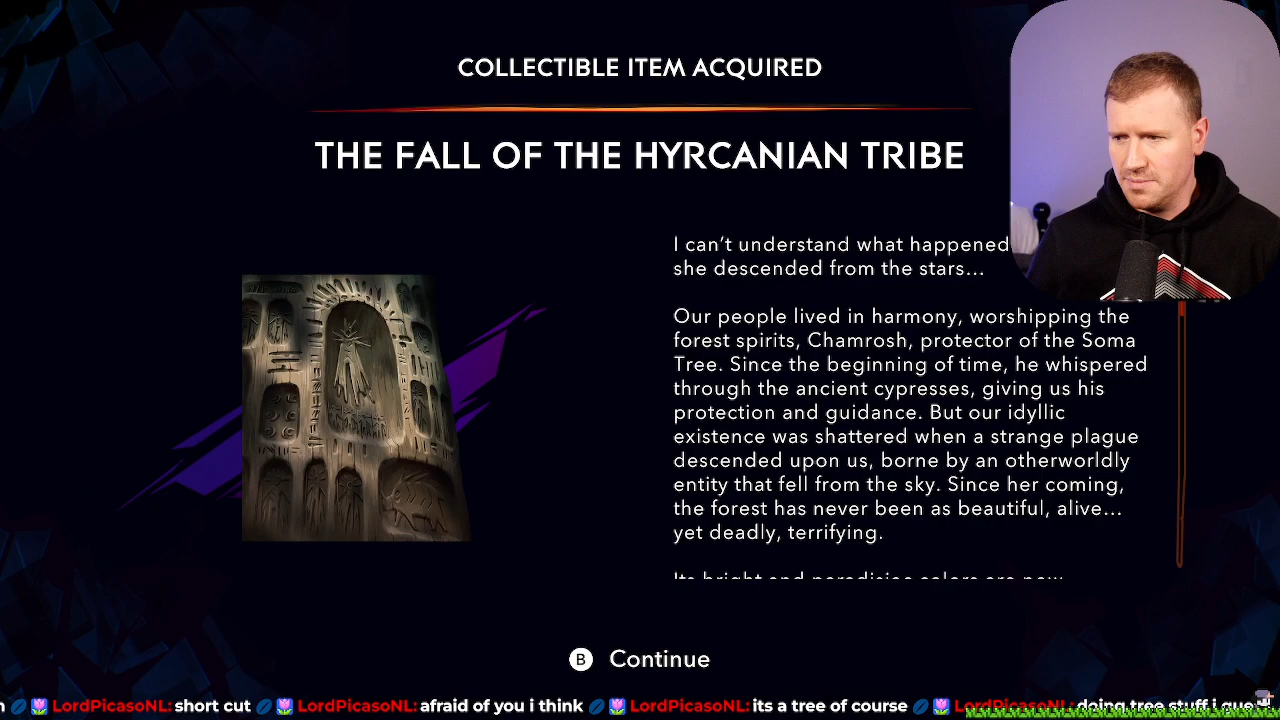 COLLECTIBLE ITEM ACQUIRED
THE FALL OF THE HYRCANIAN TRIBE
I can’t understand what happened
she descended from the stars...
Our people lived in harmony, worshipping the
forest spirits, Chamrosh, protector of the Soma
Tree. Since the beginning of time, he whispered
through the ancient cypresses, giving us his
protection and guidance. But our idyllic
existence was shattered when a strange plague
descended upon us, borne by an otherworldly
entity that fell from the sky. Since her coming,
the forest has never been as beautiful, alive...
yet deadly, terrifying.
B Continue
LordPicasoNL: short cut LordPicasoNL: afraid of you i think LordPicasoNL: its a tree of course LordPicasoNL: doing tree stuff i